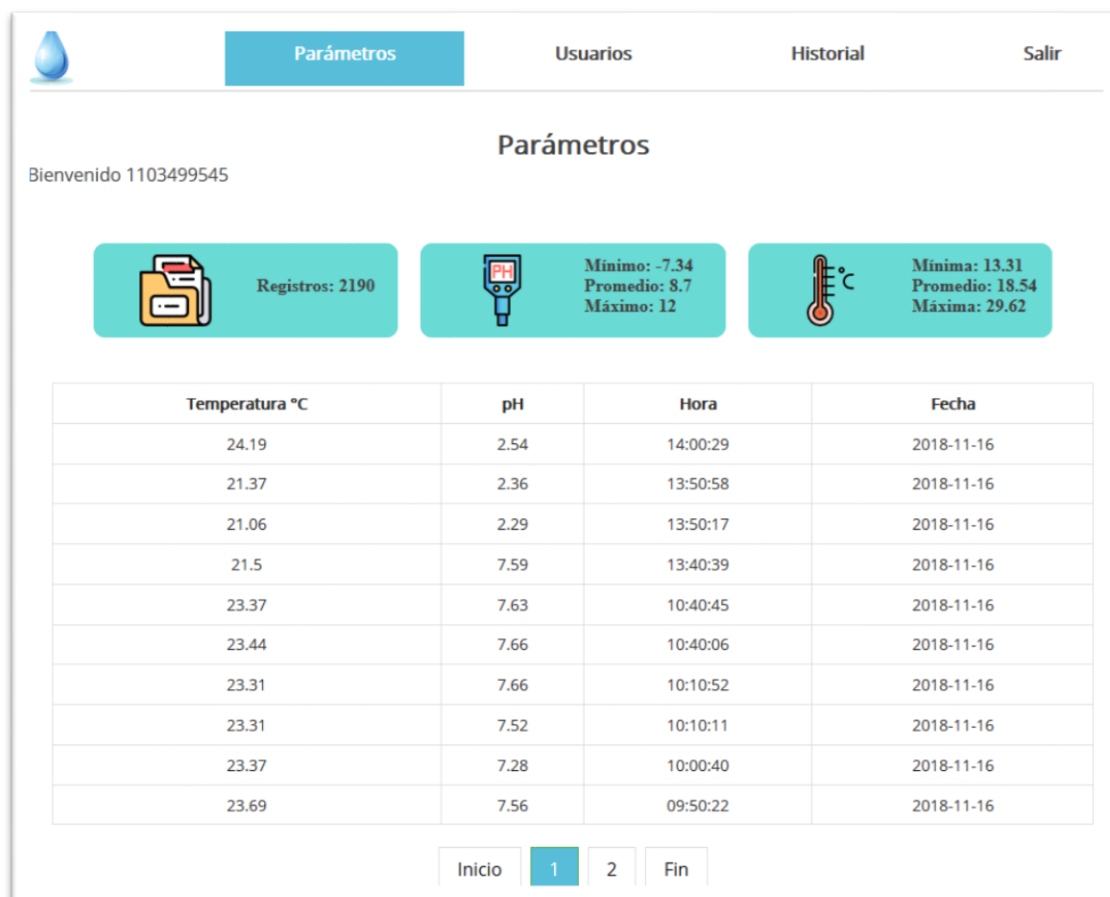 Parámetros Usuarios Historial Salir
Parámetros
Bienvenido 1103499545
Registros: 2190
PH
Mínimo: -7.34
Promedio: 8.7
Máximo: 12
°C
Mínima: 13.31
Promedio: 18.54
Máxima: 29.62
Temperatura ºC pH Hora Fecha
24.19 2.54 14:00:29 2018-11-16
21.37 2.36 13:50:58 2018-11-16
21.06 2.29 13:50:17 2018-11-16
21.5 7.59 13:40:39 2018-11-16
23.37 7.63 10:40:45 2018-11-16
23.44 7.66 10:40:06 2018-11-16
23.31 7.66 10:10:52 2018-11-16
23.31 7.52 10:10:11 2018-11-16
23.37 7.28 10:00:40 2018-11-16
23.69 7.56 09:50:22 2018-11-16
Inicio 1 2 Fin